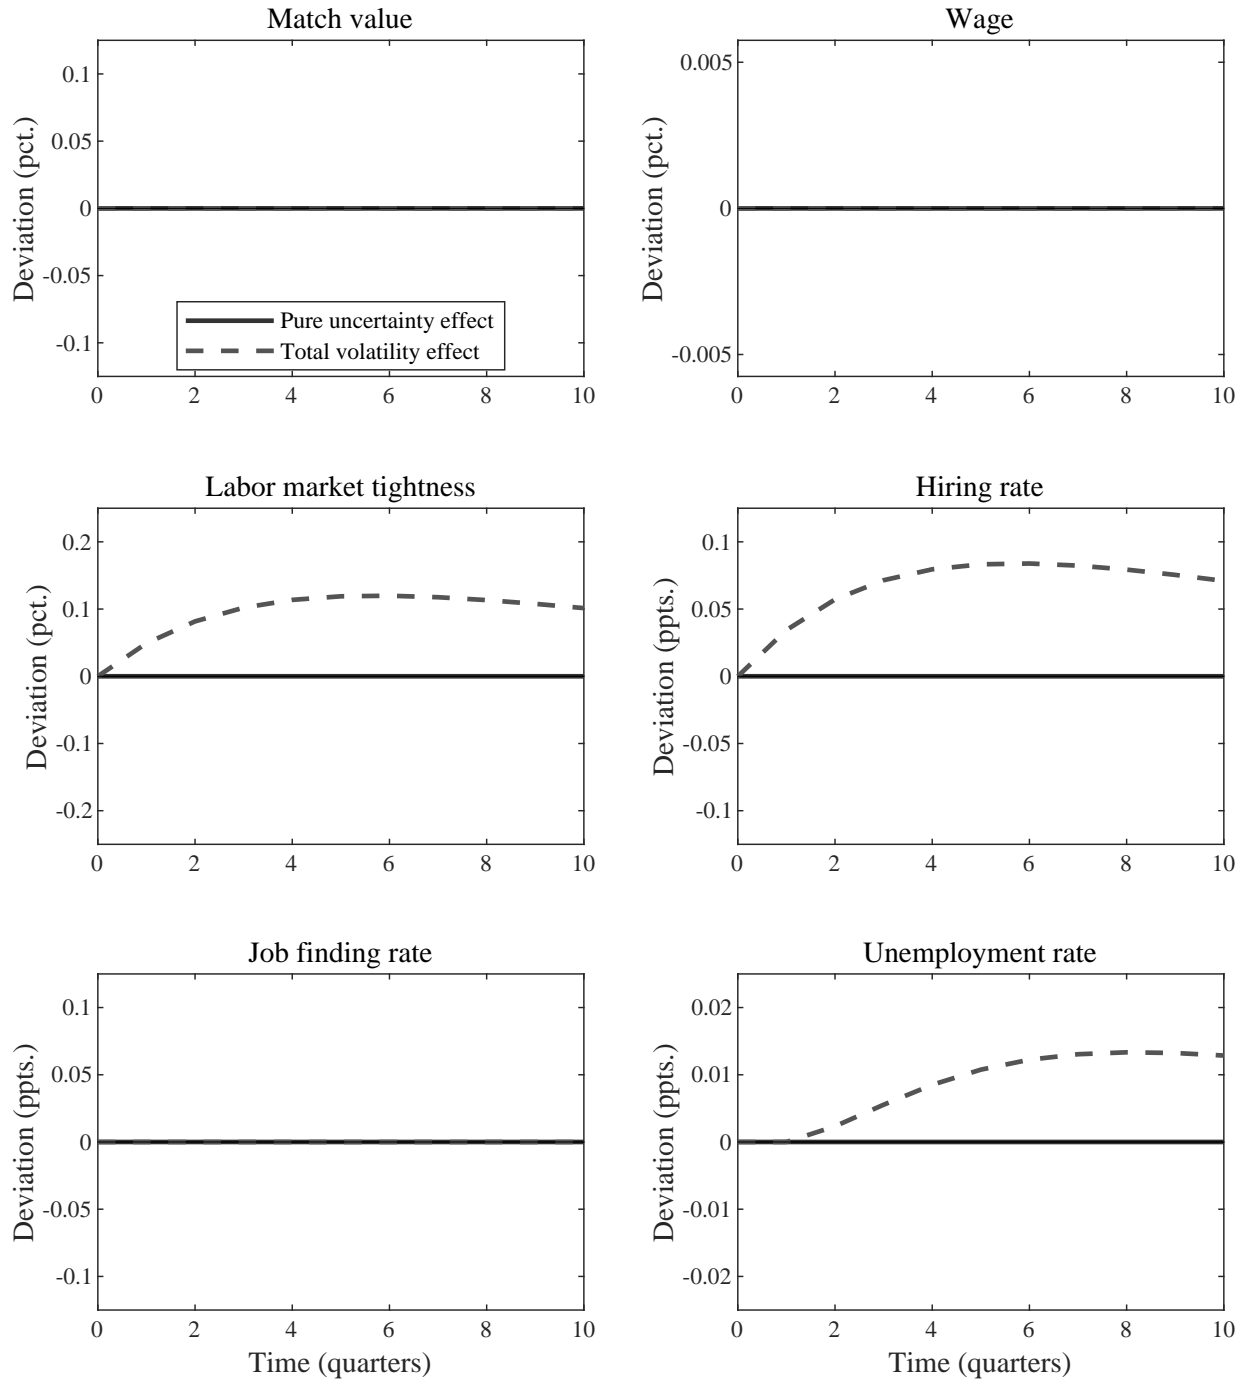 Match value
Deviation (pct.)
0.1
0.05
0
-0.05
-0.1
Pure uncertainty effect
Total volatility effect
0 2 4 6 8 10
Wage
Deviation (pct.)
0.005
0
-0.005
0 2 4 6 8 10
Labor market tightness
Deviation (pct.)
0.2
0.1
0
-0.1
-0.2
0 2 4 6 8 10
Hiring rate
Deviation (ppts.)
0.1
0.05
0
-0.05
-0.1
0 2 4 6 8 10
Job finding rate
Deviation (ppts.)
0.1
0.05
0
-0.05
-0.1
0 2 4 6 8 10
Time (quarters)
Unemployment rate
Deviation (ppts.)
0.02
0.01
0
-0.01
-0.02
0 2 4 6 8 10
Time (quarters)